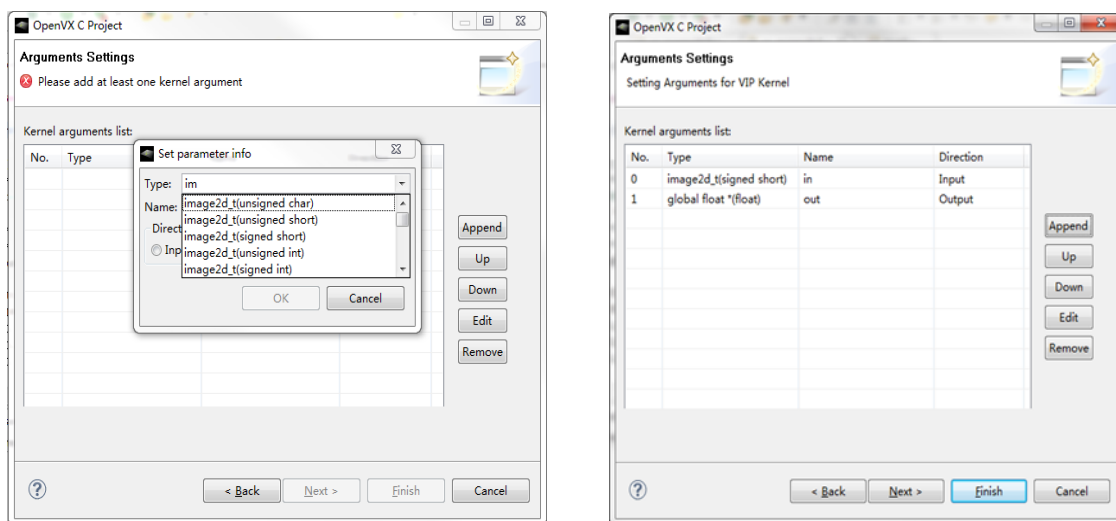 OpenVX C Project
Arguments Settings
Please add at least one kernel argument
Kernel arguments list:
No. Type
Set parameter info
Type: im
image2d_t(unsigned char)
Name:
image2d_t(unsigned short)
Direct
image2d_t(signed short)
Inp
image2d_t(unsigned int)
image2d_t(signed int)
OK Cancel
Append
Up
Down
Edit
Remove
< Back Next > Finish Cancel
OpenVX C Project
Arguments Settings
Setting Arguments for VIP Kernel
Kernel arguments list:
No. Type Name Direction
0 image2d_t(signed short) in Input
1 global float *(float) out Output
Append
Up
Down
Edit
Remove
< Back Next > Finish Cancel